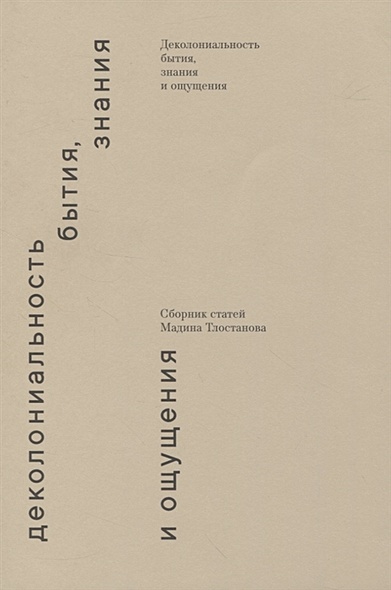 деколониальность
бытия,
знания
и ощущения
Деколониальность
бытия,
знания
и ощущения
Сборник статей
Мадина Тлостанова